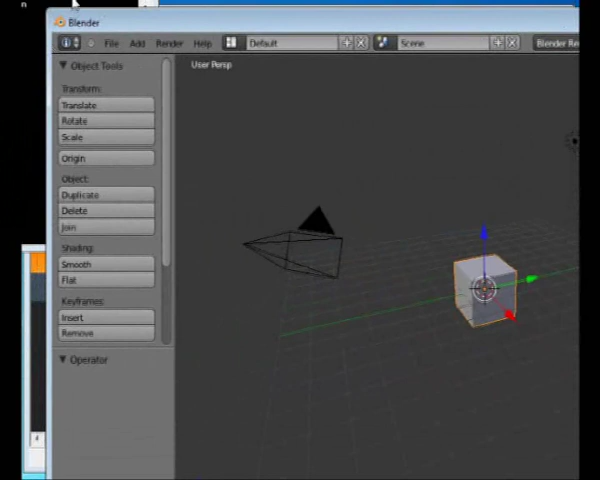 n
Blender
File Add Render Help Default Scene Blender Re
Object Tools
User Persp
Transform:
Translate
Rotate
Scale
Origin
Object:
Duplicate
Delete
Join
Shading:
Smooth
Flat
Keyframes:
Insert
Remove
Operator